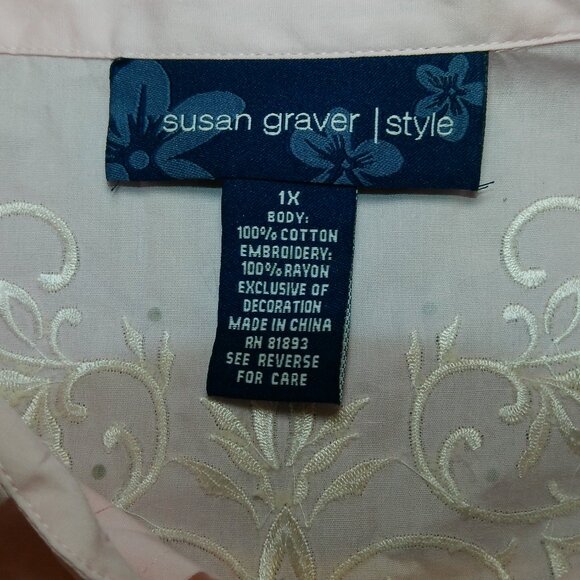 susan graver | style
1X
BODY:
100% COTTON
EMBROIDERY:
100% RAYON
EXCLUSIVE OF
DECORATION
MADE IN CHINA
RN 81893
SEE REVERSE
FOR CARE